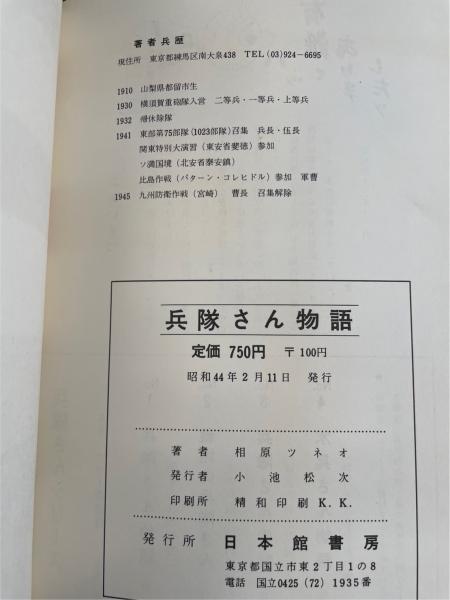 著者兵歴
現住所 東京都練馬区南大泉438 TEL(03)924-6695
1910 山梨県都留市生
1930 横須賀重砲隊入営 二等兵・一等兵・上等兵
1932 帰休除隊
1941 東部第75部隊(1023部隊)召集 兵長・伍長
関東特別大演習(東安省斐徳)参加
ソ満国境(北安省泰安鎮)
比島作戦(バターン・コレヒドル)参加 軍曹
1945 九州防衛作戦(宮崎) 曹長 召集解除
兵隊さん物語
定価 750円 〒100円
昭和44年2月11日 発行
著者 相原ツネオ
発行者 小池松次
印刷所 精和印刷K.K.
発行所 日本館書房
東京都国立市東2丁目1の8
電話 国立0425(72)1935番